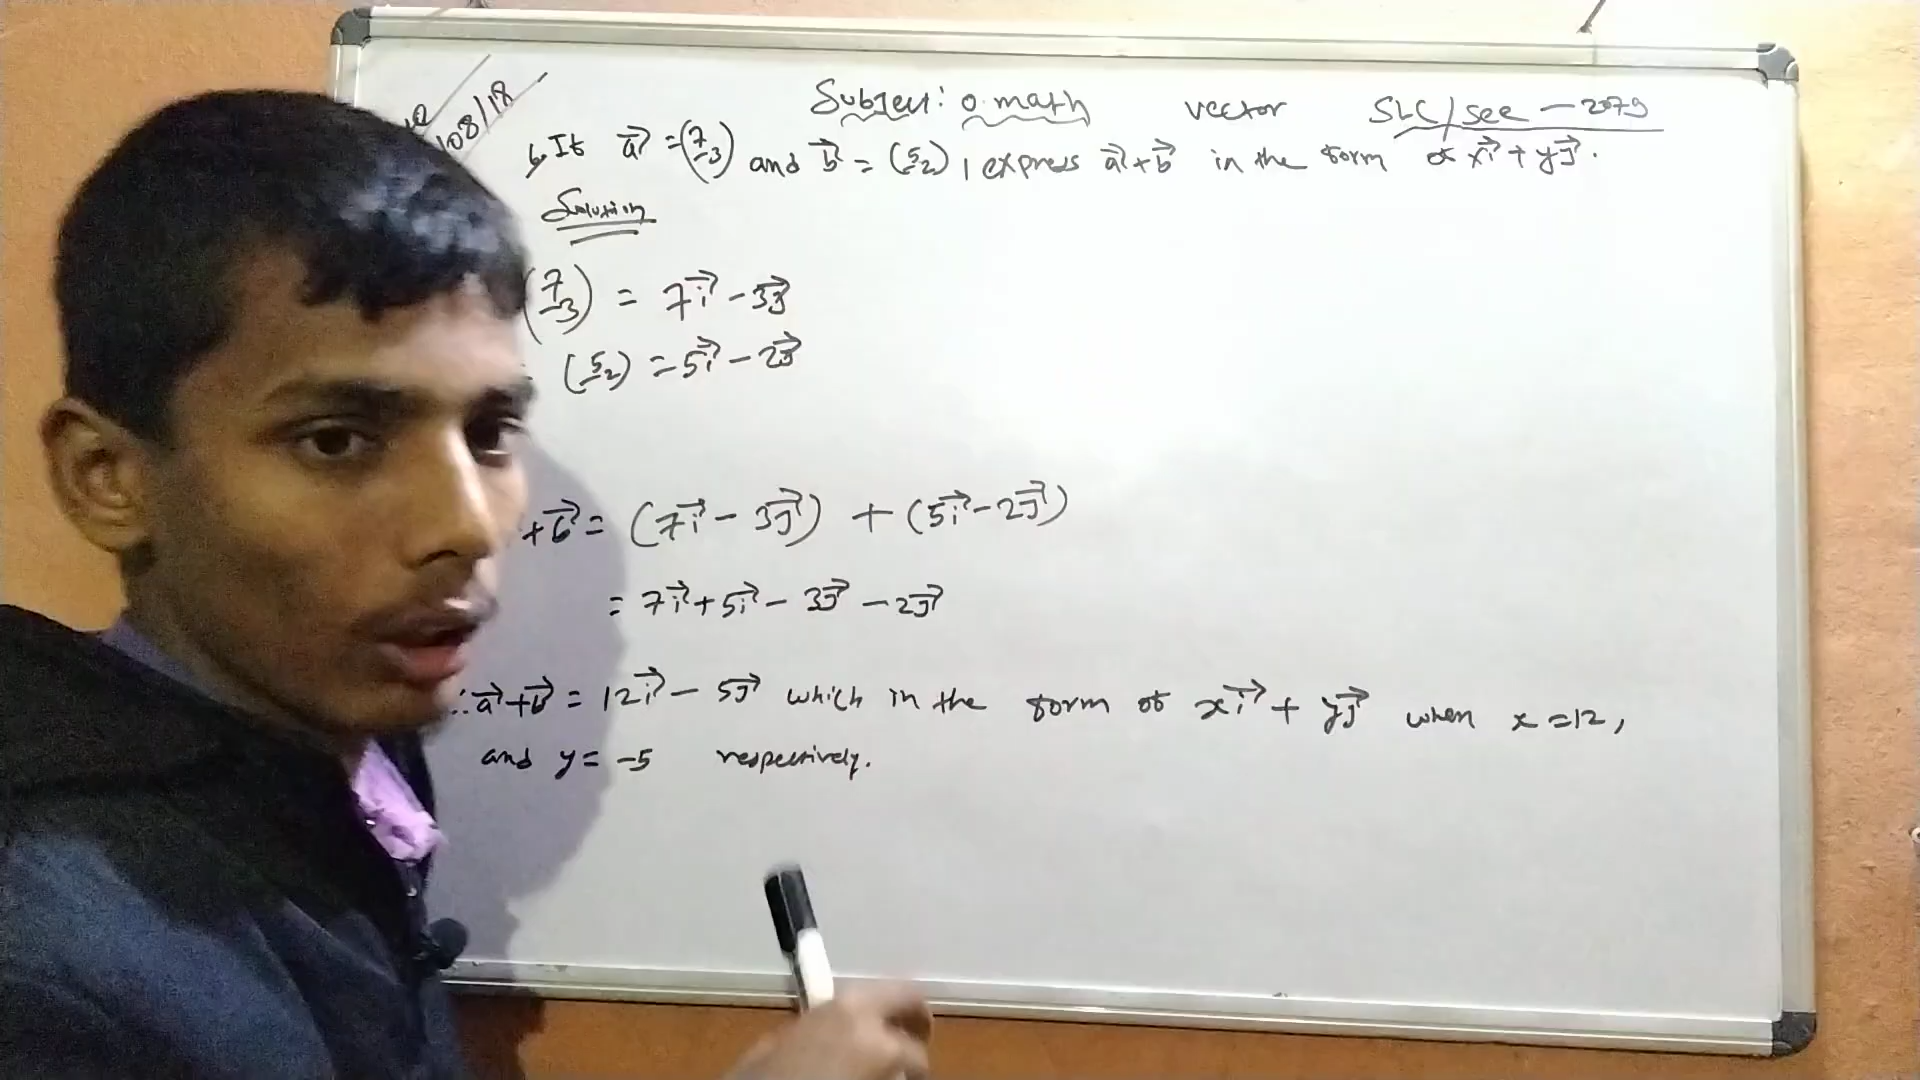 108/18
Subject: O. math vector SLC/see - 2079
b. If a⃗ = (7 -3) and b⃗ = (5 -2), express a⃗+b⃗ in the form of xi⃗ + yj⃗.
Solution
(7 -3) = 7i⃗ - 3j⃗
(5 -2) = 5i⃗ - 2j⃗
+b⃗ = (7i⃗ - 3j⃗) + (5i⃗ - 2j⃗)
= 7i⃗ + 5i⃗ - 3j⃗ - 2j⃗
∴ a⃗+b⃗ = 12i⃗ - 5j⃗ which in the form of xi⃗ + yj⃗ when x = 12,
and y = -5 respectively.